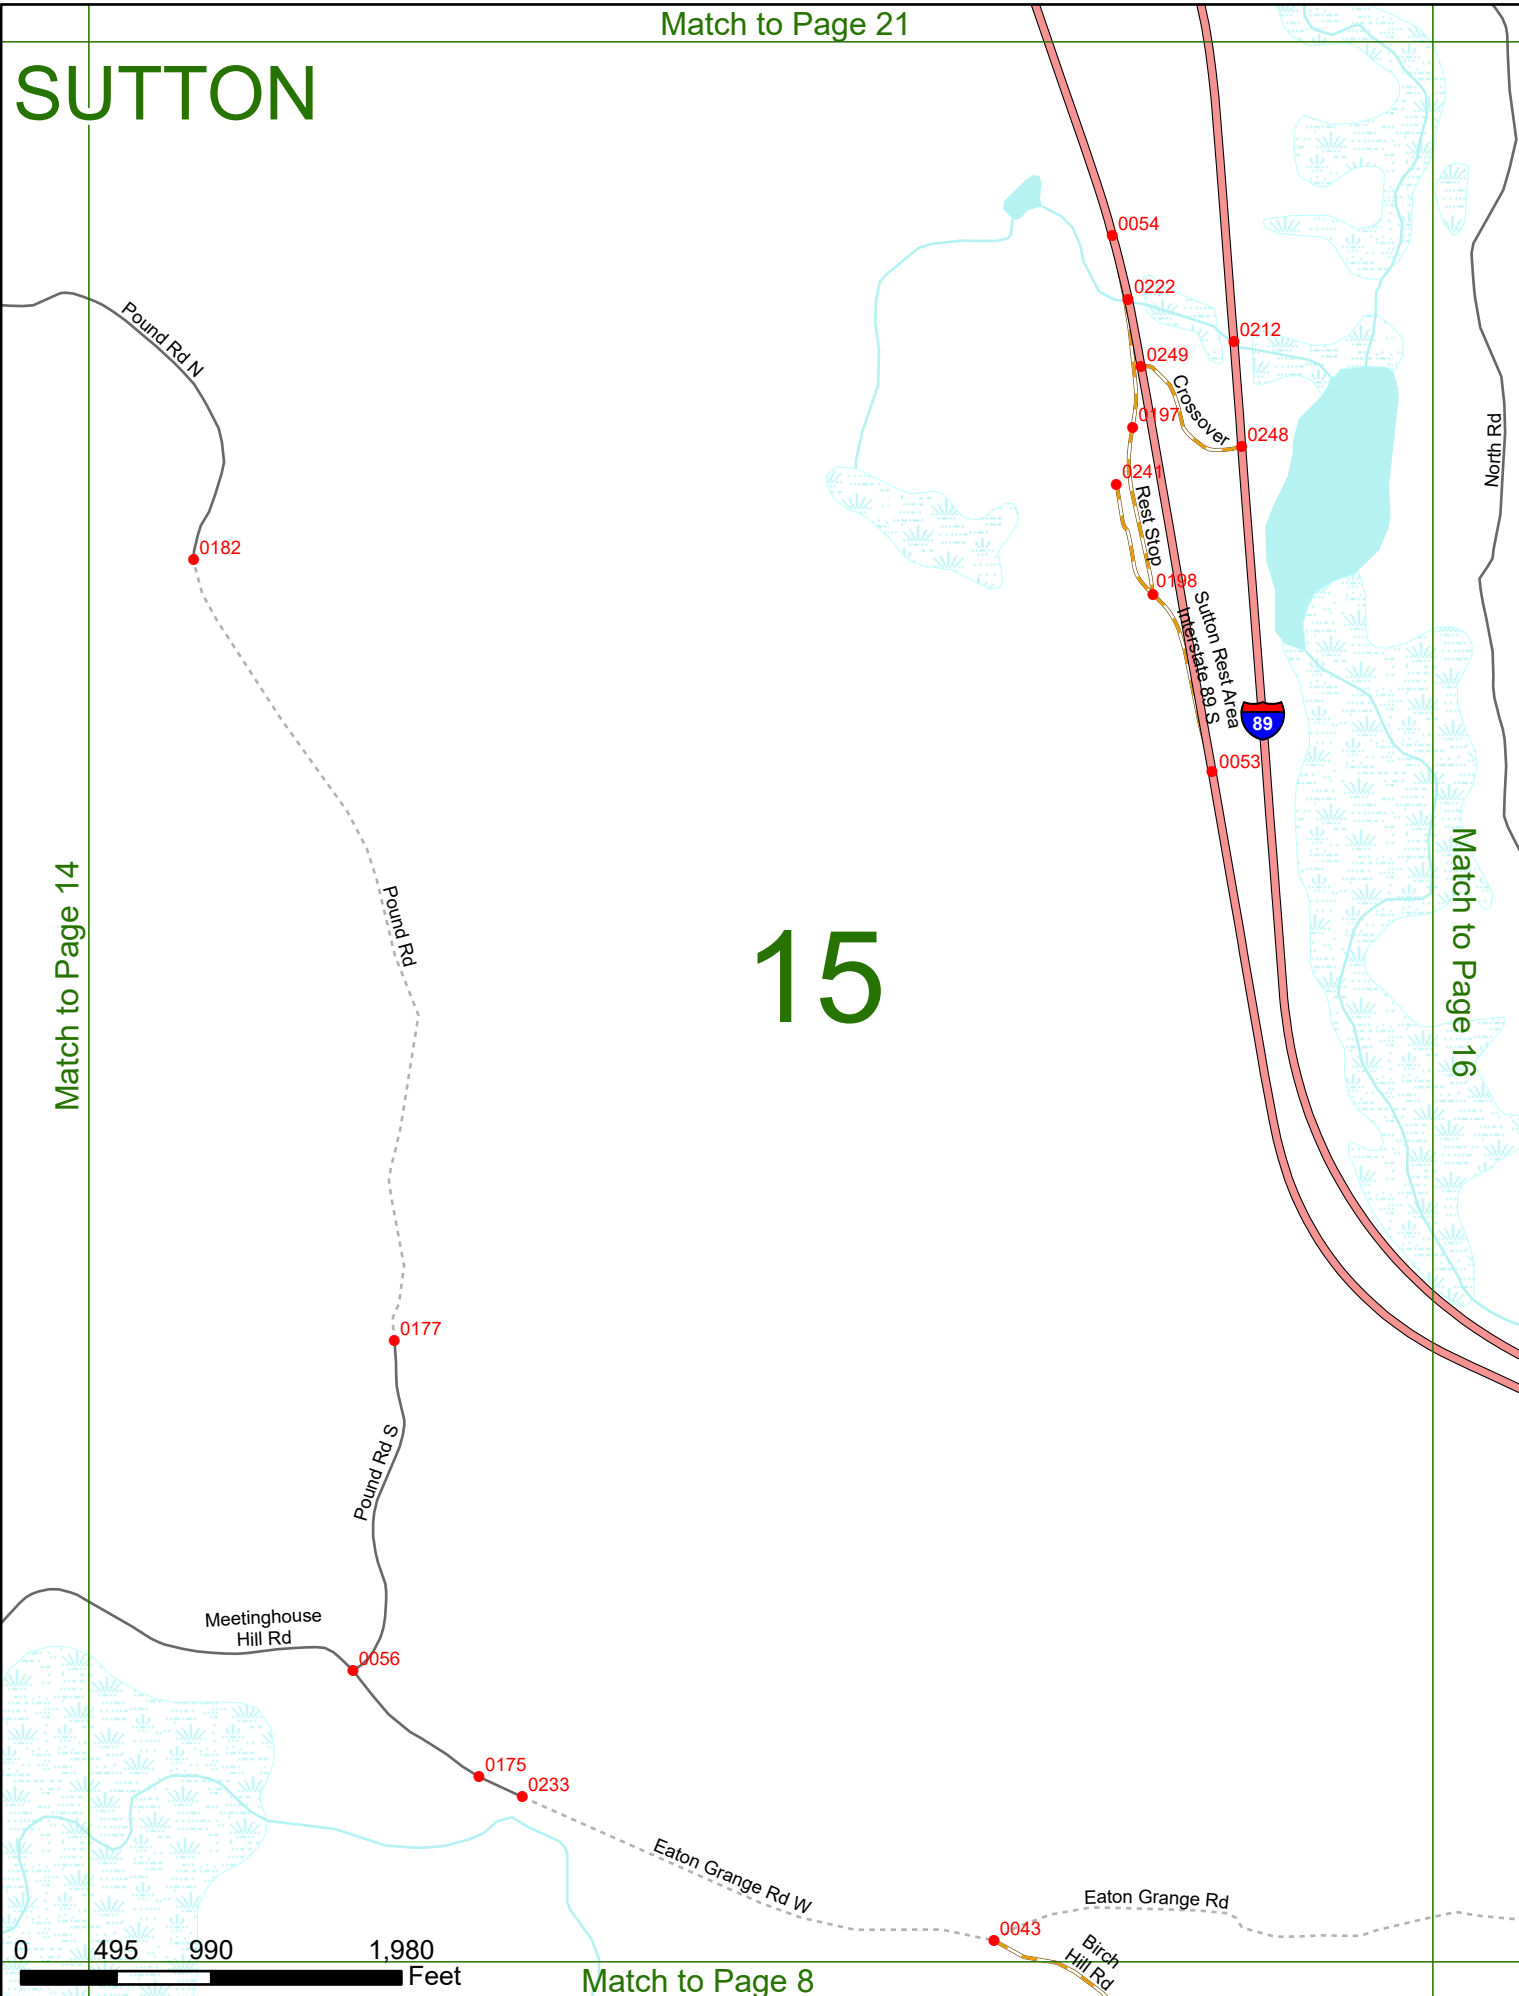 Match to Page 21
SUTTON
0054
0222
0212
0249
Crossover
0197
0248
0241
Rest Stop
0198
Sutton Rest Area
Interstate 89 S
89
0053
North Rd
Pound Rd N
0182
Pound Rd
Match to Page 14
15
Match to Page 16
0177
Pound Rd S
Meetinghouse
Hill Rd
0056
0175
0233
Eaton Grange Rd W
Eaton Grange Rd
0043
Birch
Hill Rd
0 495 990 1,980
Feet
Match to Page 8